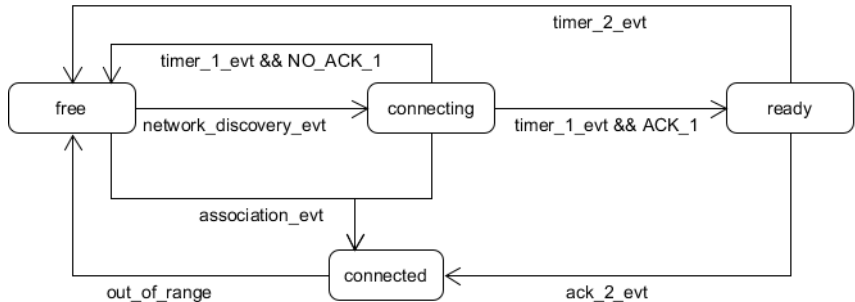 timer_2_evt
timer_1_evt && NO_ACK_1
free
connecting
ready
network_discovery_evt
timer_1_evt && ACK_1
association_evt
connected
out_of_range
ack_2_evt